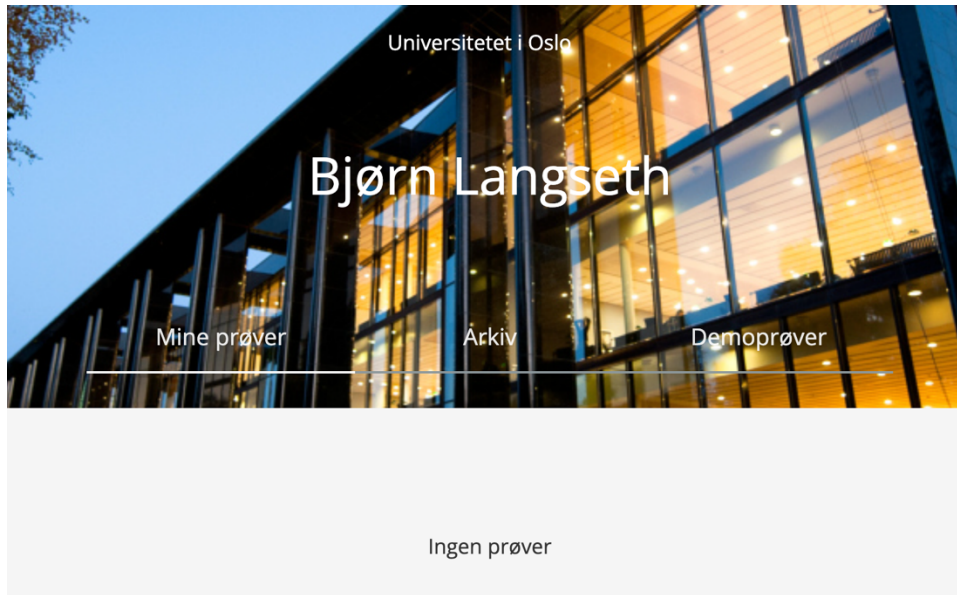 Universitetet i Oslo
Bjørn Langseth
Mine prøver
Arkiv
Demoprøver
Ingen prøver